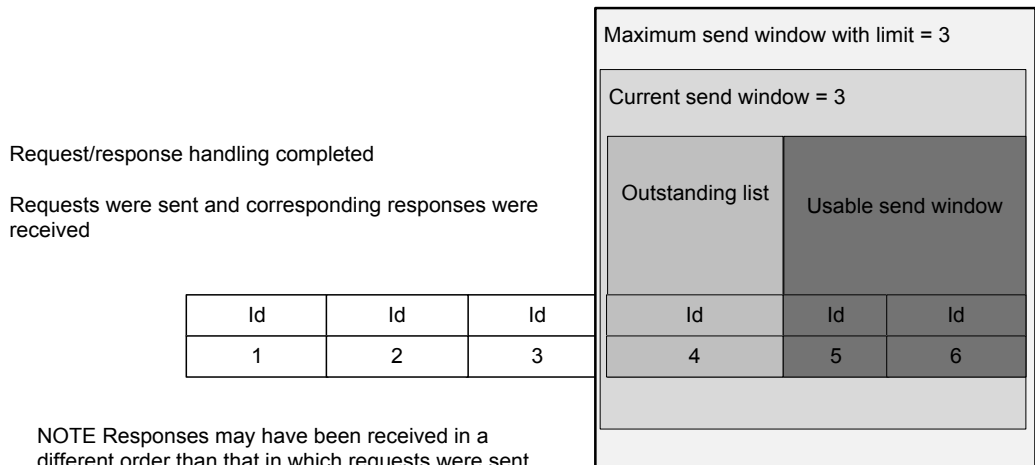 Maximum send window with limit = 3
Current send window = 3
Request/response handling completed
Requests were sent and corresponding responses were
received
Outstanding list
Usable send window
Id Id Id Id Id Id
1 2 3 4 5 6
NOTE Responses may have been received in a
different order than that in which requests were sent